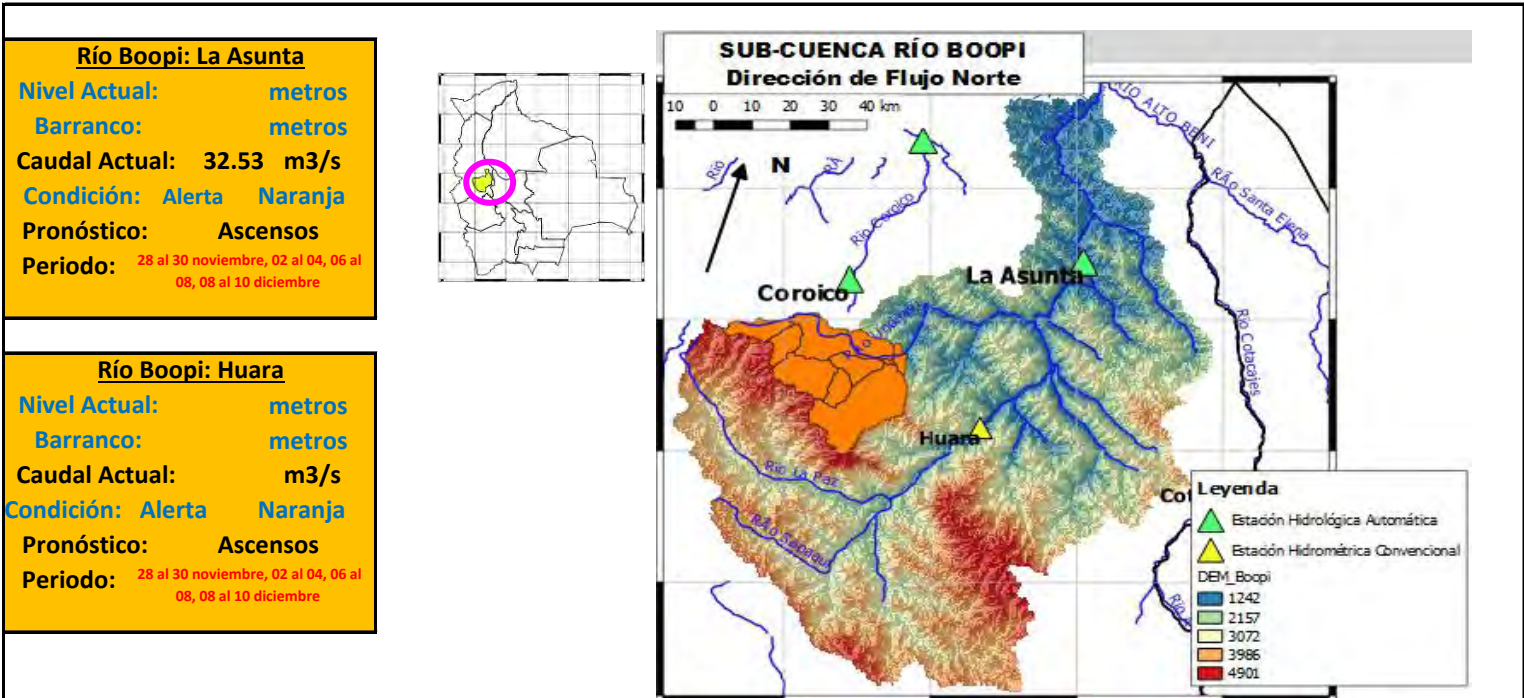 Río Boopi: La Asunta
Nivel Actual: metros
Barranco: metros
Caudal Actual: 32.53 m3/s
Condición: Alerta Naranja
Pronóstico: Ascensos
Periodo: 28 al 30 noviembre, 02 al 04, 06 al
08, 08 al 10 diciembre
Río Boopi: Huara
Nivel Actual: metros
Barranco: metros
Caudal Actual: m3/s
Condición: Alerta Naranja
Pronóstico: Ascensos
Periodo: 28 al 30 noviembre, 02 al 04, 06 al
08, 08 al 10 diciembre
SUB-CUENCA RÍO BOOPI
Dirección de Flujo Norte
10 0 10 20 30 40 km
N
Río
RÃ
Río Coroico
RIO ALTO BENI
RÃ­o Santa Elena
Coroico
La Asunta
Río Cotacajes
Huara
Río La Paz
RÃ­o Sapaqui
Cot
Leyenda
Estación Hidrológica Automática
Estación Hidrométrica Convencional
DEM_Boopi
1242
2157
3072
3986
4901